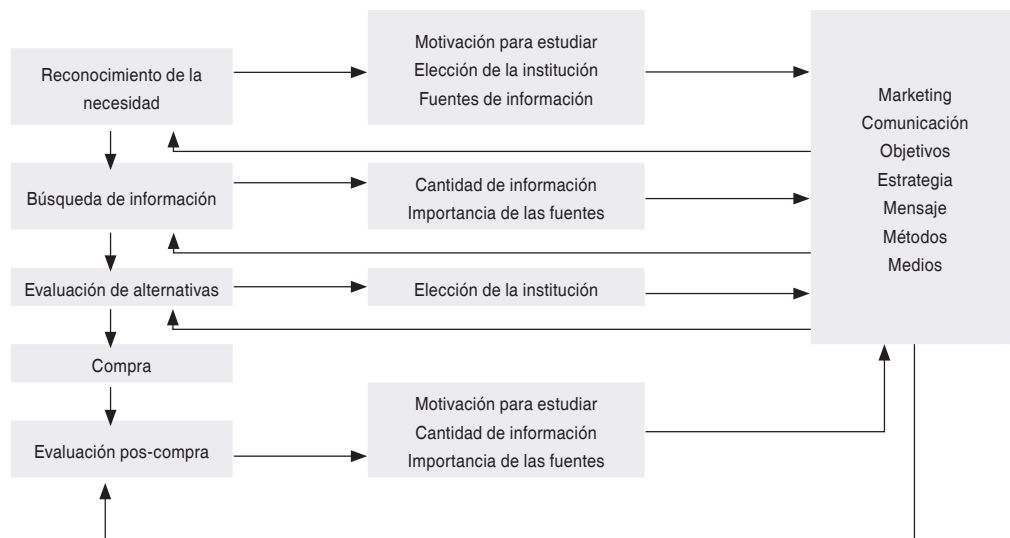 Reconocimiento de la
necesidad
Motivación para estudiar
Elección de la institución
Fuentes de información
Marketing
Comunicación
Objetivos
Estrategia
Mensaje
Métodos
Medios
Búsqueda de información
Cantidad de información
Importancia de las fuentes
Evaluación de alternativas
Elección de la institución
Compra
Evaluación pos-compra
Motivación para estudiar
Cantidad de información
Importancia de las fuentes